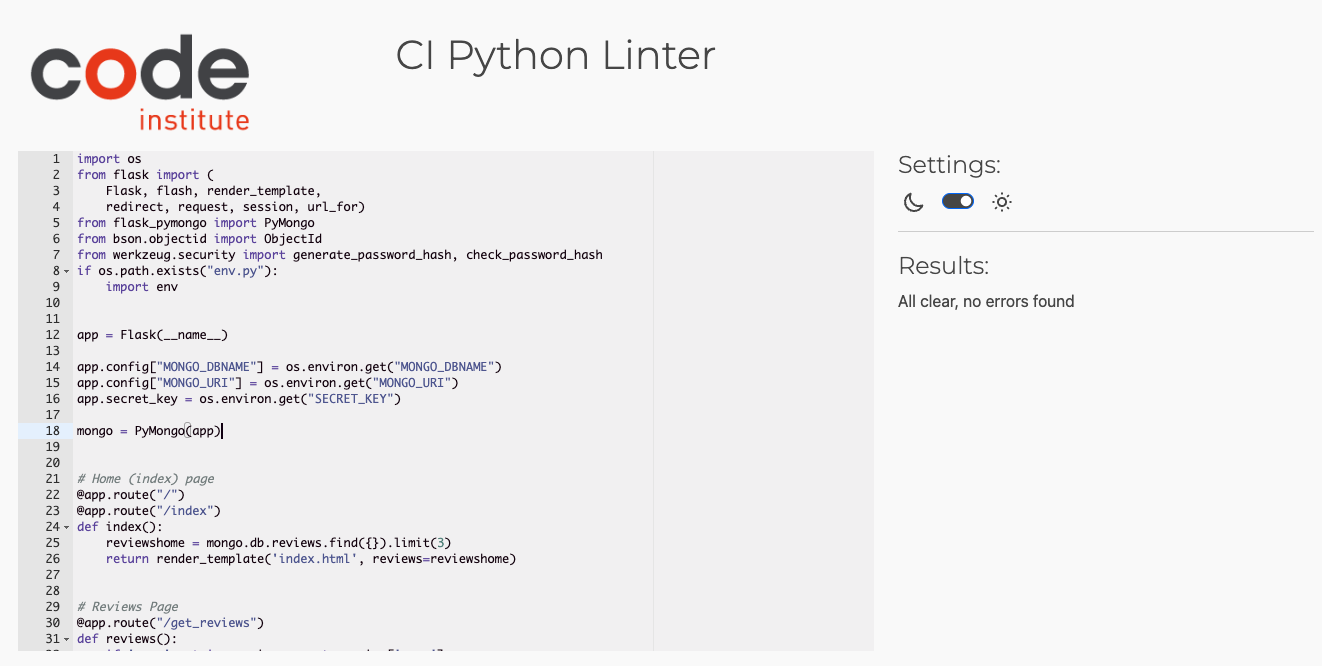 code
institute
CI Python Linter
1 import os
2 from flask import (
3     Flask, flash, render_template,
4     redirect, request, session, url_for)
5 from flask_pymongo import PyMongo
6 from bson.objectid import ObjectId
7 from werkzeug.security import generate_password_hash, check_password_hash
8 if os.path.exists("env.py"):
9     import env
10
11
12 app = Flask(__name__)
13
14 app.config["MONGO_DBNAME"] = os.environ.get("MONGO_DBNAME")
15 app.config["MONGO_URI"] = os.environ.get("MONGO_URI")
16 app.secret_key = os.environ.get("SECRET_KEY")
17
18 mongo = PyMongo(app)
19
20
21 # Home (index) page
22 @app.route("/")
23 @app.route("/index")
24 def index():
25     reviewshome = mongo.db.reviews.find({}).limit(3)
26     return render_template('index.html', reviews=reviewshome)
27
28
29 # Reviews Page
30 @app.route("/get_reviews")
31 def reviews():
Settings:
Results:
All clear, no errors found